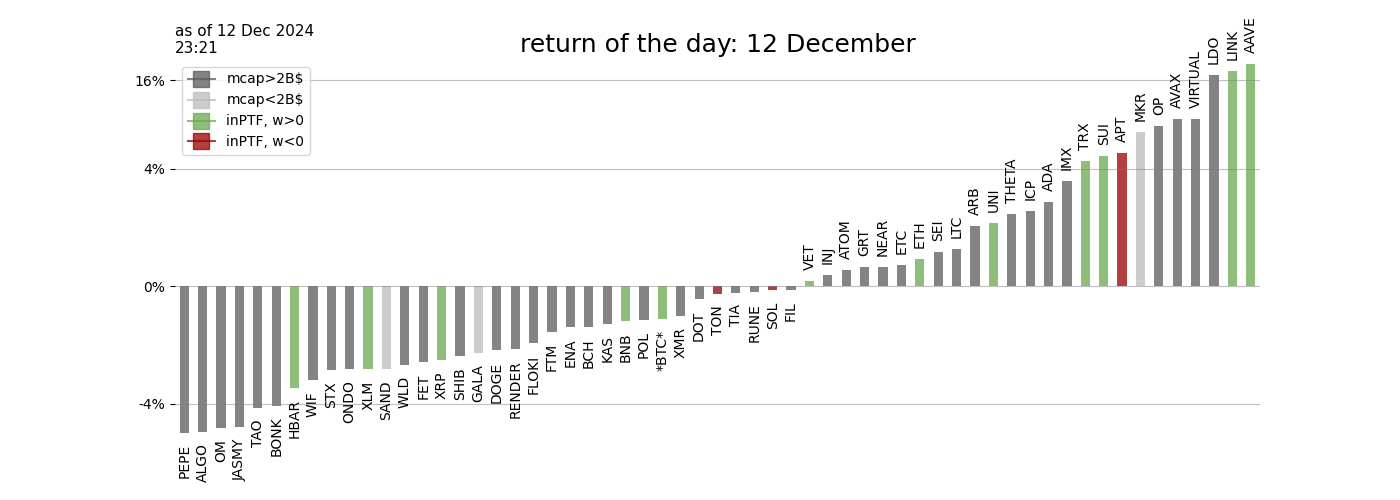 as of 12 Dec 2024
23:21
return of the day: 12 December
mcap>2B$
mcap<2B$
inPTF, w>0
inPTF, w<0
16%
4%
0%
-4%
PEPE
ALGO
OM
JASMY
TAO
BONK
HBAR
WIF
STX
ONDO
XLM
SAND
WLD
FET
XRP
SHIB
GALA
DOGE
RENDER
FLOKI
FTM
ENA
BCH
KAS
BNB
POL
*BTC*
XMR
DOT
TON
TIA
RUNE
SOL
FIL
VET
INJ
ATOM
GRT
NEAR
ETC
ETH
SEI
LTC
ARB
UNI
THETA
ICP
ADA
IMX
TRX
SUI
APT
MKR
OP
AVAX
VIRTUAL
LDO
LINK
AAVE